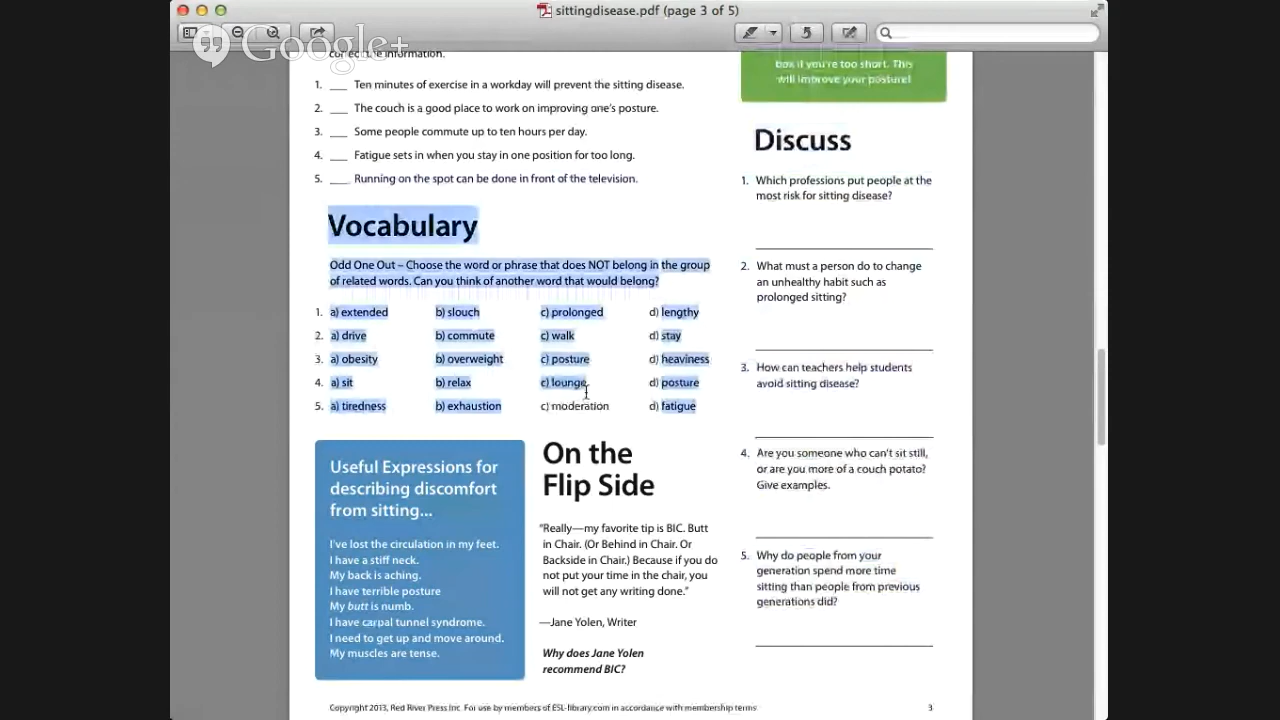 sittingdisease.pdf (page 3 of 5)
Google+
correct the information.
1. ___ Ten minutes of exercise in a workday will prevent the sitting disease.
2. ___ The couch is a good place to work on improving one's posture.
3. ___ Some people commute up to ten hours per day.
4. ___ Fatigue sets in when you stay in one position for too long.
5. ___ Running on the spot can be done in front of the television.
Vocabulary
Odd One Out – Choose the word or phrase that does NOT belong in the group
of related words. Can you think of another word that would belong?
1. a) extended b) slouch c) prolonged d) lengthy
2. a) drive b) commute c) walk d) stay
3. a) obesity b) overweight c) posture d) heaviness
4. a) sit b) relax c) lounge d) posture
5. a) tiredness b) exhaustion c) moderation d) fatigue
Useful Expressions for
describing discomfort
from sitting...
I've lost the circulation in my feet.
I have a stiff neck.
My back is aching.
I have terrible posture
My butt is numb.
I have carpal tunnel syndrome.
I need to get up and move around.
My muscles are tense.
On the
Flip Side
"Really—my favorite tip is BIC. Butt
in Chair. (Or Behind in Chair. Or
Backside in Chair.) Because if you do
not put your time in the chair, you
will not get any writing done."
—Jane Yolen, Writer
Why does Jane Yolen
recommend BIC?
box if you're too short. This
will improve your posture!
Discuss
1. Which professions put people at the
most risk for sitting disease?
2. What must a person do to change
an unhealthy habit such as
prolonged sitting?
3. How can teachers help students
avoid sitting disease?
4. Are you someone who can't sit still,
or are you more of a couch potato?
Give examples.
5. Why do people from your
generation spend more time
sitting than people from previous
generations did?
Copyright 2013, Red River Press Inc. For use by members of ESL-library.com in accordance with membership terms. 3